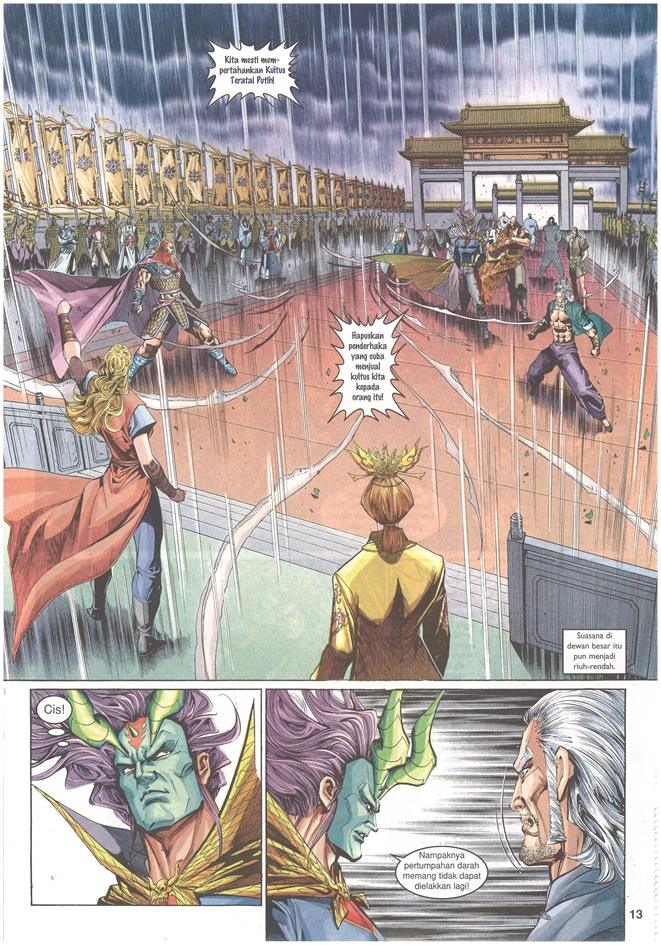 Kita mesti mem-
pertahankan Kultus
Teratai Putih!
Hapuskan
penderhaka
yang cuba
menjual
kultus kita
kepada
orang itu!
Suasana di
dewan besar itu
pun menjadi
riuh-rendah.
Cis!
Nampaknya
pertumpahan darah
memang tidak dapat
dielakkan lagi!
13